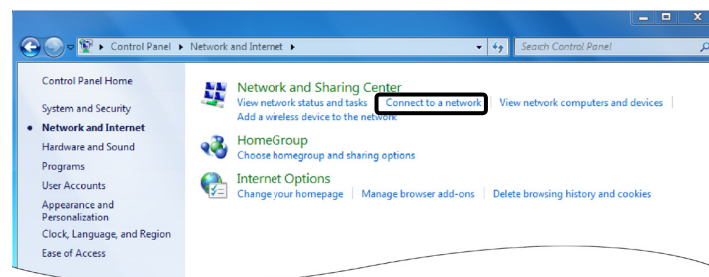 Control Panel ▸ Network and Internet ▸
Search Control Panel
Control Panel Home
System and Security
Network and Internet
Hardware and Sound
Programs
User Accounts
Appearance and
Personalization
Clock, Language, and Region
Ease of Access
Network and Sharing Center
View network status and tasks Connect to a network View network computers and devices
Add a wireless device to the network
HomeGroup
Choose homegroup and sharing options
Internet Options
Change your homepage Manage browser add-ons Delete browsing history and cookies